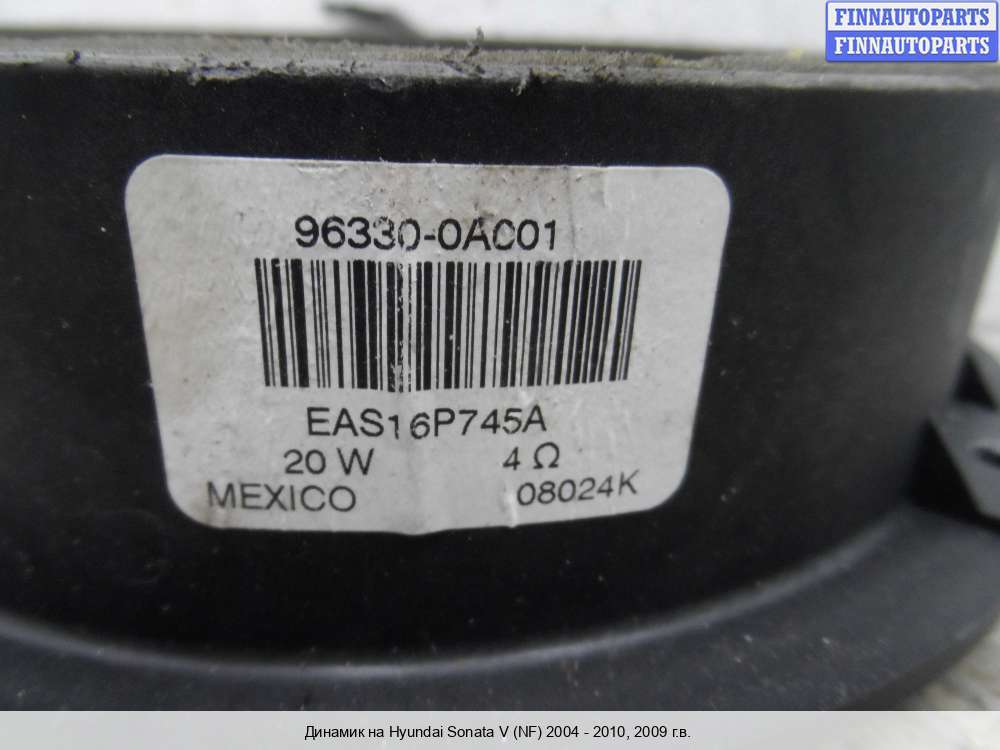 FINNAUTOPARTS
FINNAUTOPARTS
96330-0A001
EAS16P745A
20 W 4 Ω
MEXICO 08024K
Динамик на Hyundai Sonata V (NF) 2004 - 2010, 2009 г.в.